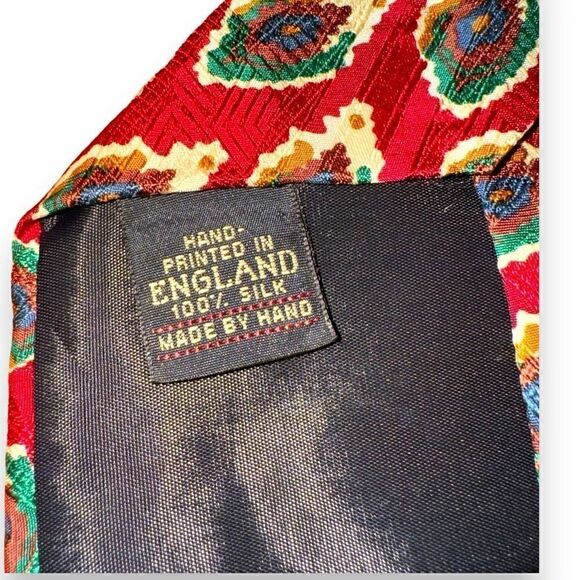 HAND-
PRINTED IN
ENGLAND
100% SILK
MADE BY HAND